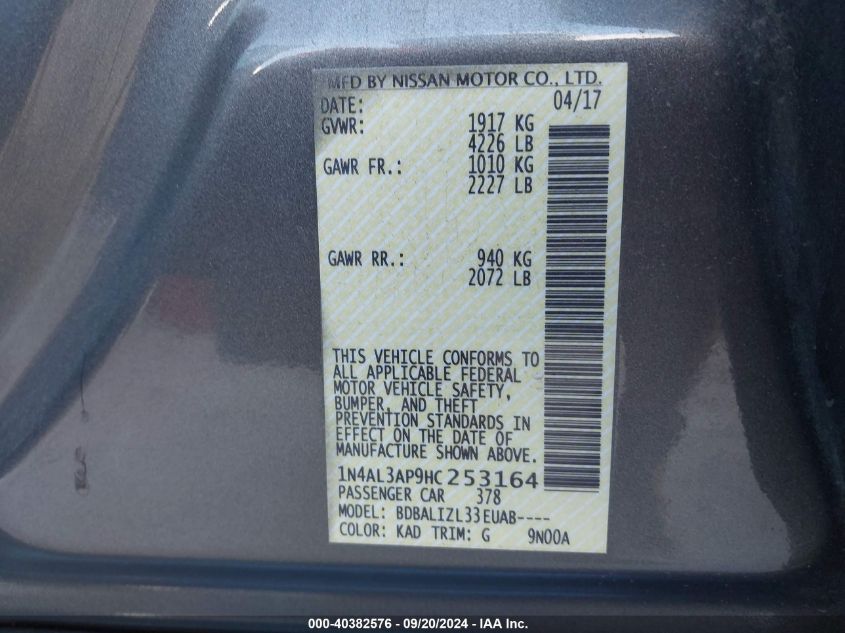 MFD BY NISSAN MOTOR CO., LTD.
DATE: 04/17
GVWR: 1917 KG
4226 LB
GAWR FR.: 1010 KG
2227 LB
GAWR RR.: 940 KG
2072 LB
THIS VEHICLE CONFORMS TO
ALL APPLICABLE FEDERAL
MOTOR VEHICLE SAFETY,
BUMPER, AND THEFT
PREVENTION STANDARDS IN
EFFECT ON THE DATE OF
MANUFACTURE SHOWN ABOVE.
1N4AL3AP9HC253164
PASSENGER CAR 378
MODEL: BDBALIZL33EUAB----
COLOR: KAD TRIM: G 9N00A
000-40382576 - 09/20/2024 - IAA Inc.